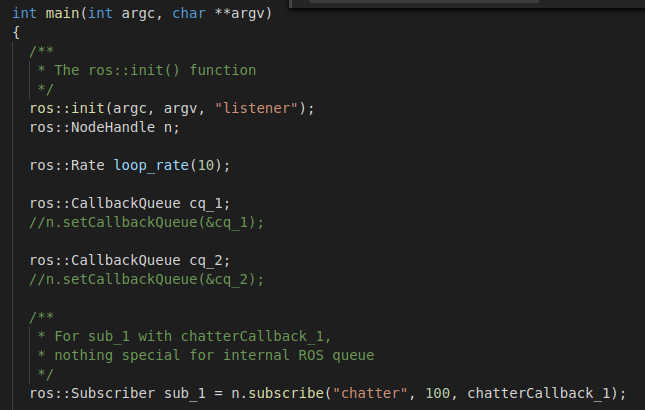 int main(int argc, char **argv)
{
/**
* The ros::init() function
*/
ros::init(argc, argv, "listener");
ros::NodeHandle n;
ros::Rate loop_rate(10);
ros::CallbackQueue cq_1;
//n.setCallbackQueue(&cq_1);
ros::CallbackQueue cq_2;
//n.setCallbackQueue(&cq_2);
/**
* For sub_1 with chatterCallback_1,
* nothing special for internal ROS queue
*/
ros::Subscriber sub_1 = n.subscribe("chatter", 100, chatterCallback_1);